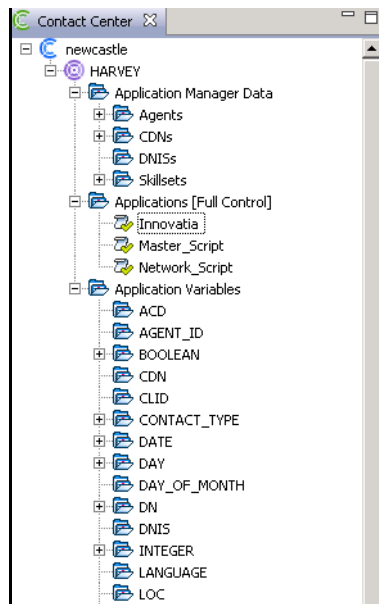 Contact Center
newcastle
HARVEY
Application Manager Data
Agents
CDNs
DNISs
Skillsets
Applications [Full Control]
Innovatia
Master_Script
Network_Script
Application Variables
ACD
AGENT_ID
BOOLEAN
CDN
CLID
CONTACT_TYPE
DATE
DAY
DAY_OF_MONTH
DN
DNIS
INTEGER
LANGUAGE
LOC